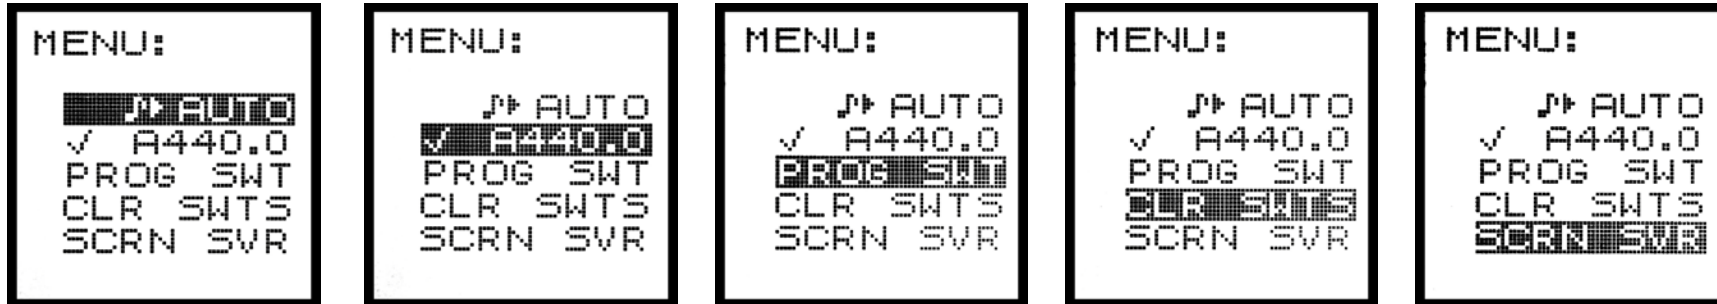 MENU:
♪▶ AUTO
✓ A440.0
PROG SWT
CLR SWTS
SCRN SVR
MENU:
♪▶ AUTO
✓ A440.0
PROG SWT
CLR SWTS
SCRN SVR
MENU:
♪▶ AUTO
✓ A440.0
PROG SWT
CLR SWTS
SCRN SVR
MENU:
♪▶ AUTO
✓ A440.0
PROG SWT
CLR SWTS
SCRN SVR
MENU:
♪▶ AUTO
✓ A440.0
PROG SWT
CLR SWTS
SCRN SVR